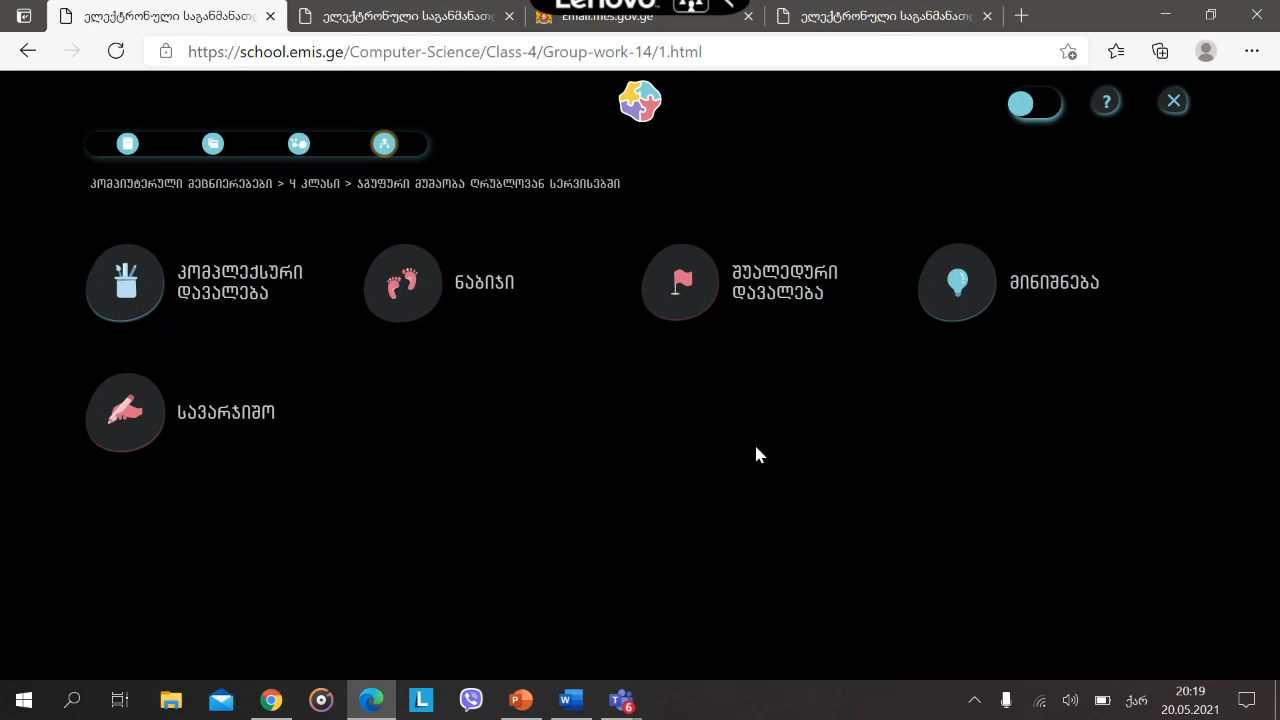 ელექტრონული საგანმანათ
ელექტრონული საგანმანათ
Email.mes.gov.ge
ელექტრონული საგანმანათ
Lenovo
https://school.emis.ge/Computer-Science/Class-4/Group-work-14/1.html
?
კომპიუტერული მეცნიერებები > 4 კლასი > ჯგუფური მუშაობა ღრუბლოვან სერვისებში
კომპლექსური დავალება
ნაბიჯი
შუალედური დავალება
მინიშნება
სავარჯიშო
L
P
W
T
6
ქარ
20:19
20.05.2021